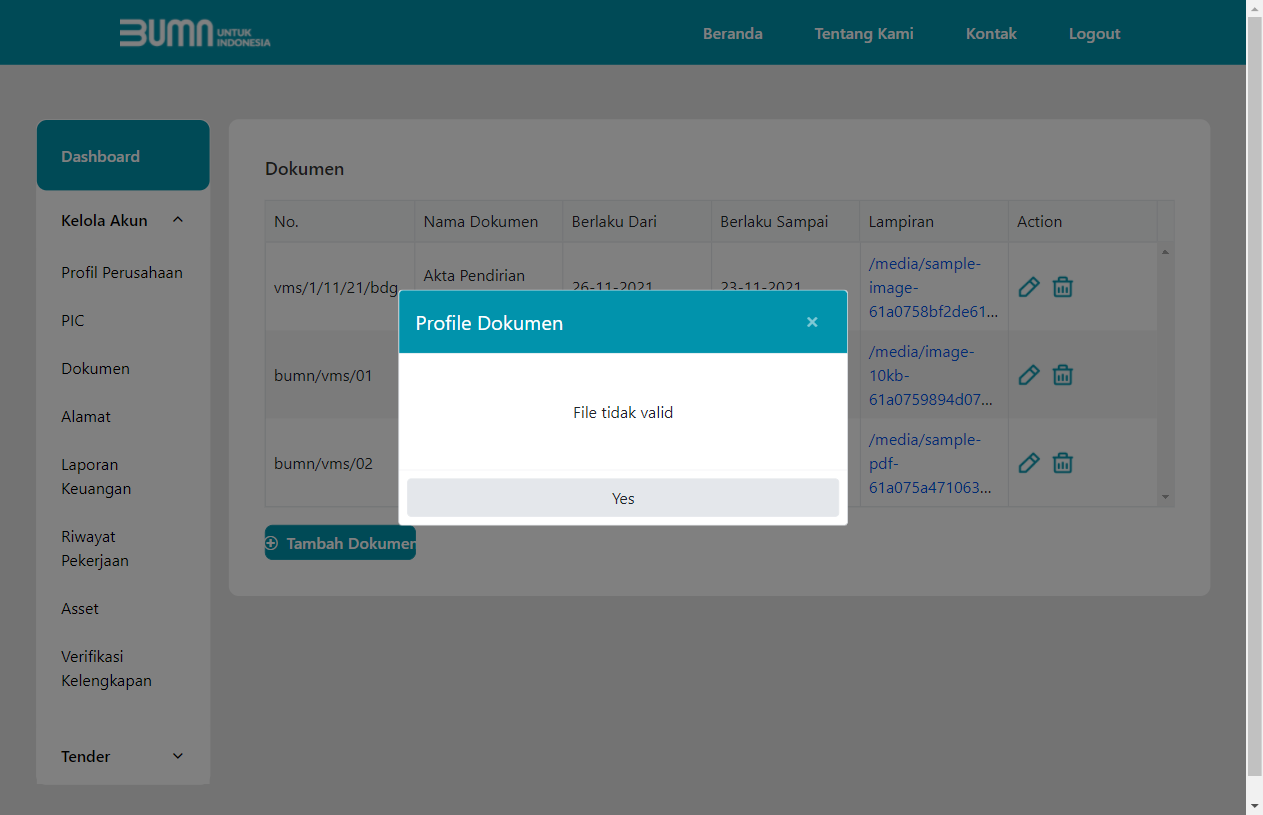 BUMN UNTUK INDONESIA
Beranda
Tentang Kami
Kontak
Logout
Dashboard
Kelola Akun
Profil Perusahaan
PIC
Dokumen
Alamat
Laporan
Keuangan
Riwayat
Pekerjaan
Asset
Verifikasi
Kelengkapan
Tender
Dokumen
No.
Nama Dokumen
Berlaku Dari
Berlaku Sampai
Lampiran
Action
vms/1/11/21/bdg
Akta Pendirian
26-11-2021
23-11-2021
/media/sample-
image-
61a0758bf2de61...
bumn/vms/01
/media/image-
10kb-
61a0759894d07...
bumn/vms/02
/media/sample-
pdf-
61a075a471063...
Tambah Dokumen
Profile Dokumen
×
File tidak valid
Yes